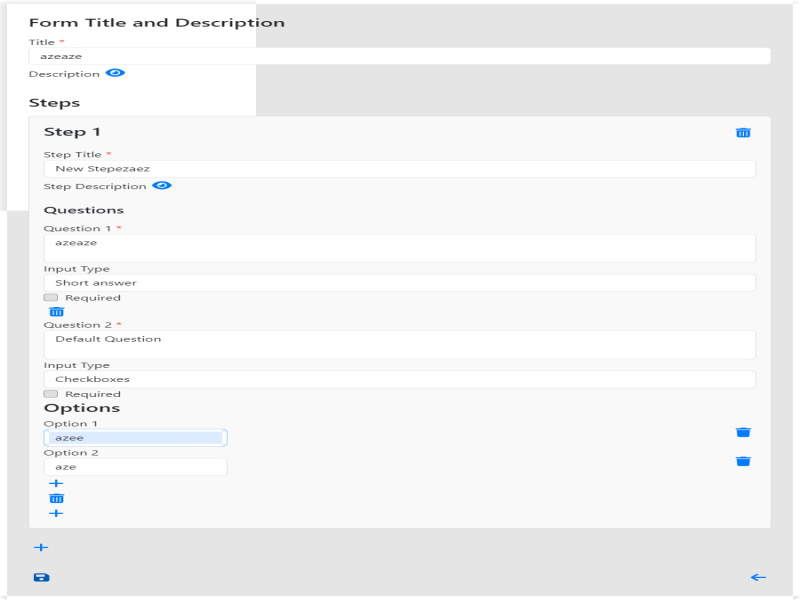 Form Title and Description
Title *
azeaze
Description
Steps
Step 1
Step Title *
New Stepezaez
Step Description
Questions
Question 1 *
azeaze
Input Type
Short answer
Required
Question 2 *
Default Question
Input Type
Checkboxes
Required
Options
Option 1
azee
Option 2
aze